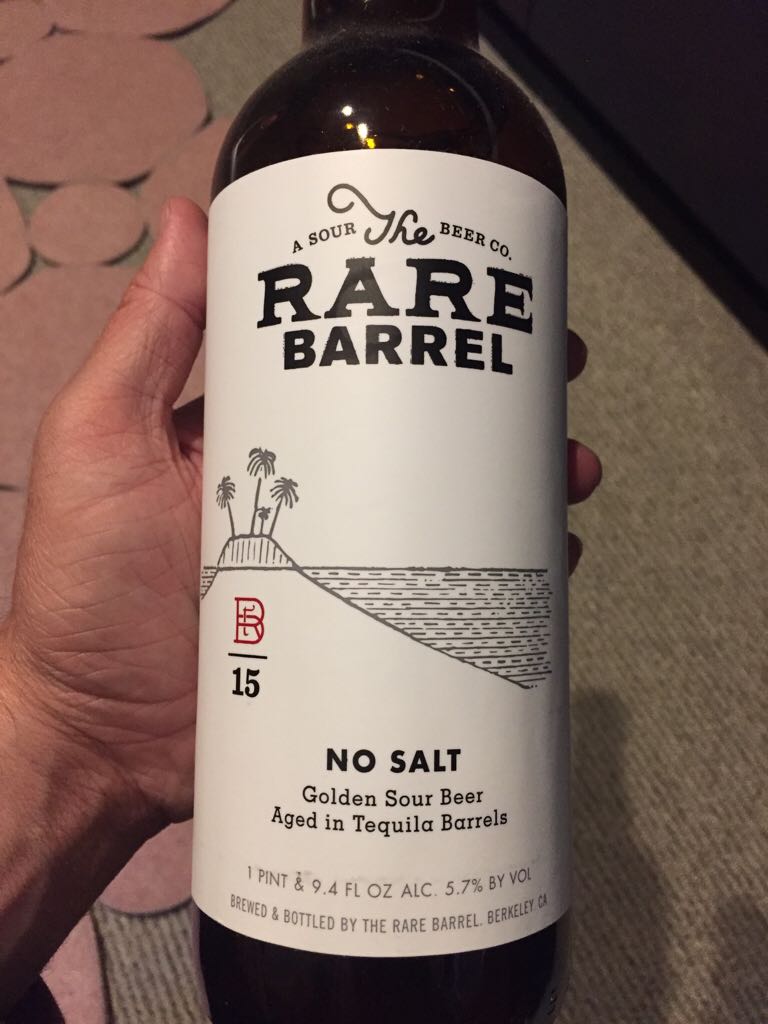 A SOUR The BEER CO.
RARE
BARREL
RB
15
NO SALT
Golden Sour Beer
Aged in Tequila Barrels
1 PINT & 9.4 FL OZ ALC. 5.7% BY VOL
BREWED & BOTTLED BY THE RARE BARREL. BERKELEY, CA